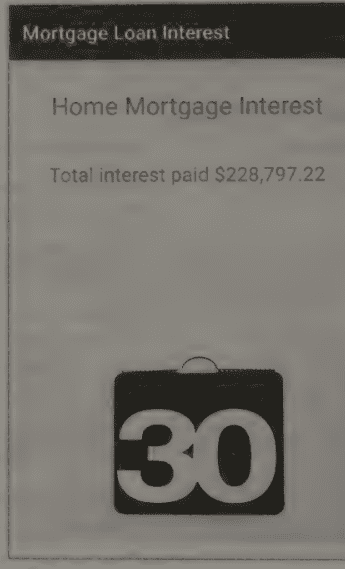 Mortgage Loan Interest
Home Mortgage Interest
Total interest paid $228,797.22
30